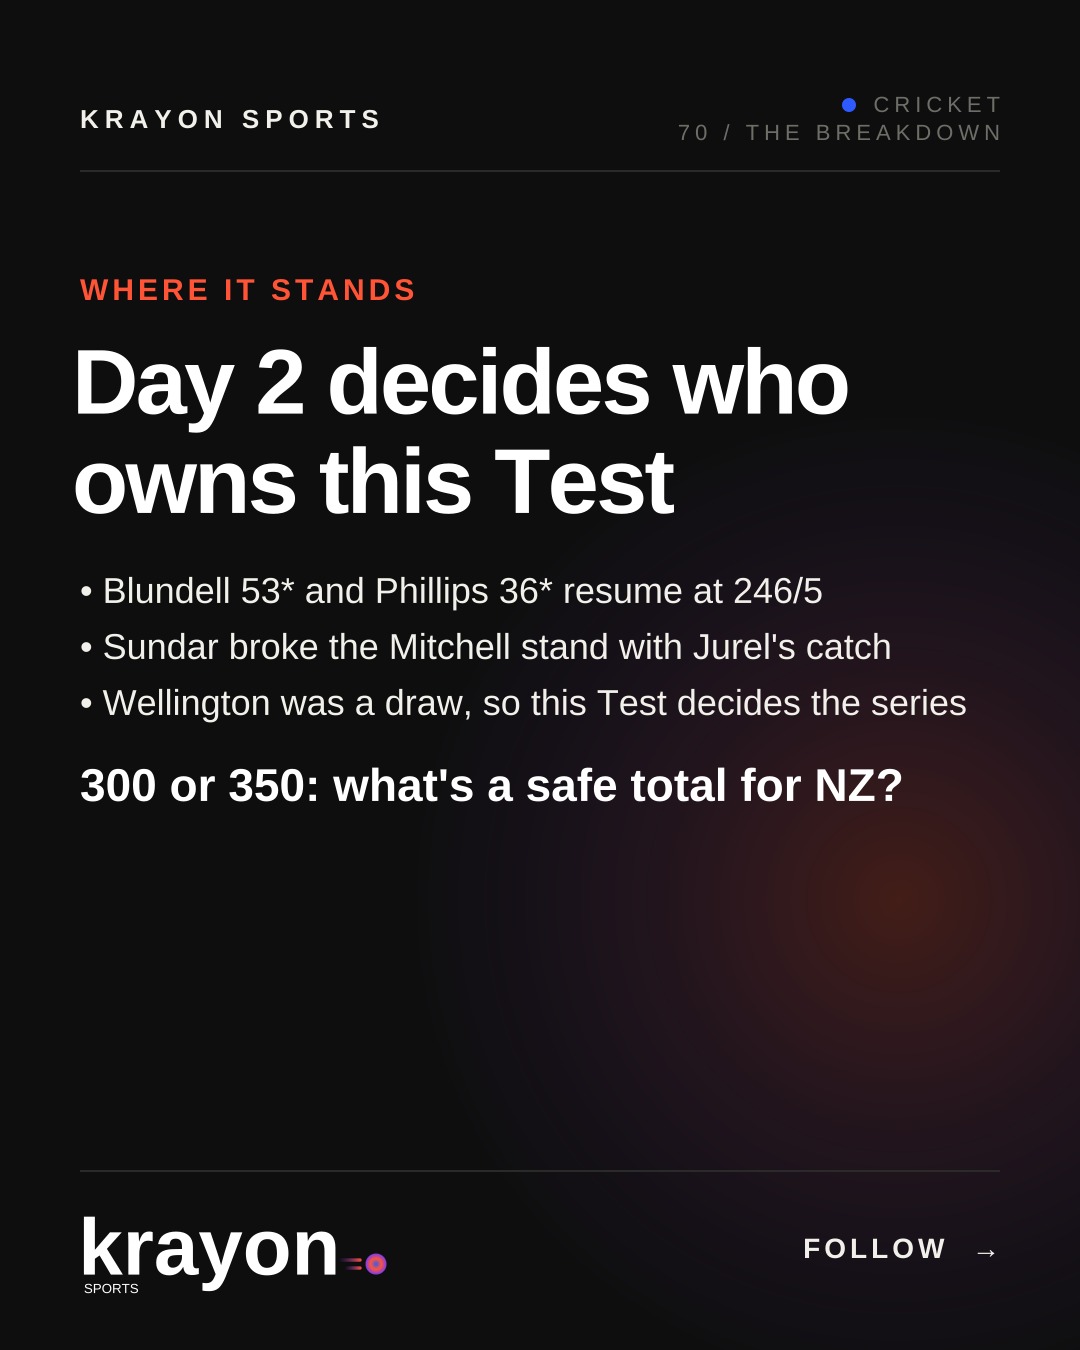 KRAYON SPORTS
● CRICKET
70 / THE BREAKDOWN
WHERE IT STANDS
Day 2 decides who
owns this Test
• Blundell 53* and Phillips 36* resume at 246/5
• Sundar broke the Mitchell stand with Jurel's catch
• Wellington was a draw, so this Test decides the series
300 or 350: what's a safe total for NZ?
krayon
SPORTS
FOLLOW →